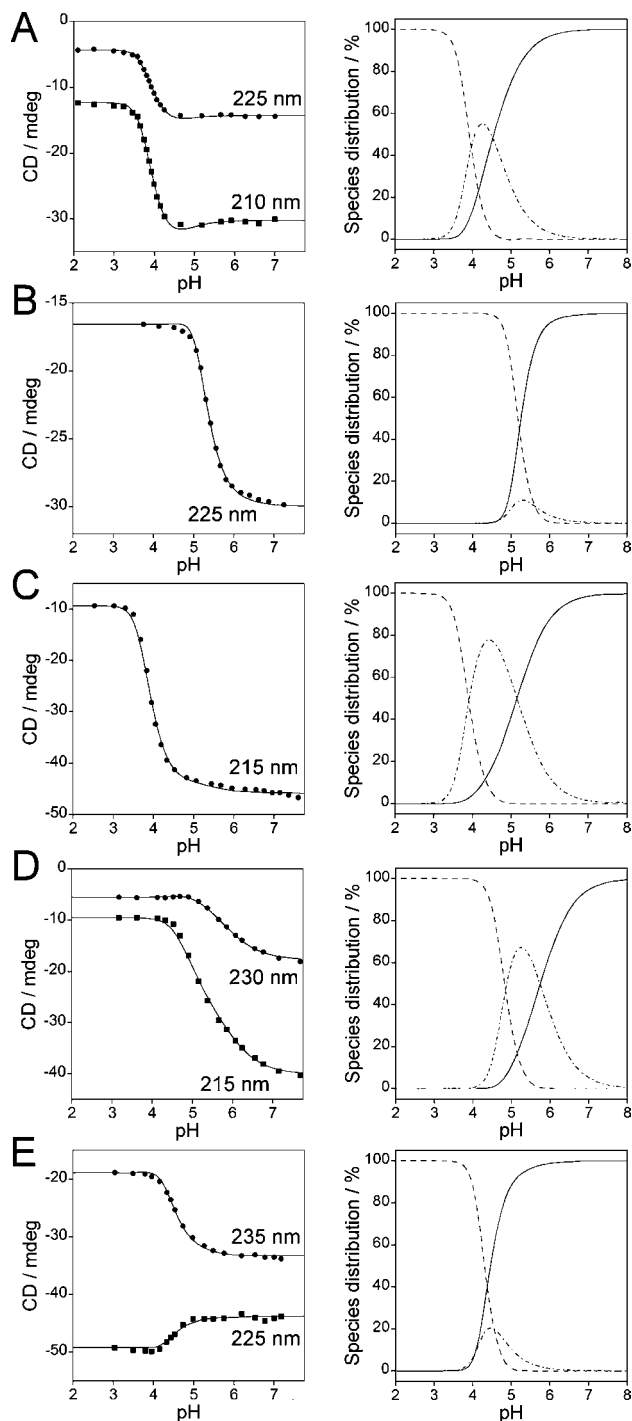 A
CD / mdeg
0
-10
-20
-30
225 nm
210 nm
2 3 4 5 6 7
pH
Species distribution / %
100
80
60
40
20
0
2 3 4 5 6 7 8
pH
B
CD / mdeg
-15
-20
-25
-30
225 nm
2 3 4 5 6 7
pH
Species distribution / %
100
80
60
40
20
0
2 3 4 5 6 7 8
pH
C
CD / mdeg
-10
-20
-30
-40
-50
215 nm
2 3 4 5 6 7
pH
Species distribution / %
100
80
60
40
20
0
2 3 4 5 6 7 8
pH
D
CD / mdeg
0
-10
-20
-30
-40
230 nm
215 nm
2 3 4 5 6 7
pH
Species distribution / %
100
80
60
40
20
0
2 3 4 5 6 7 8
pH
E
CD / mdeg
-20
-30
-40
-50
235 nm
225 nm
2 3 4 5 6 7
pH
Species distribution / %
100
80
60
40
20
0
2 3 4 5 6 7 8
pH